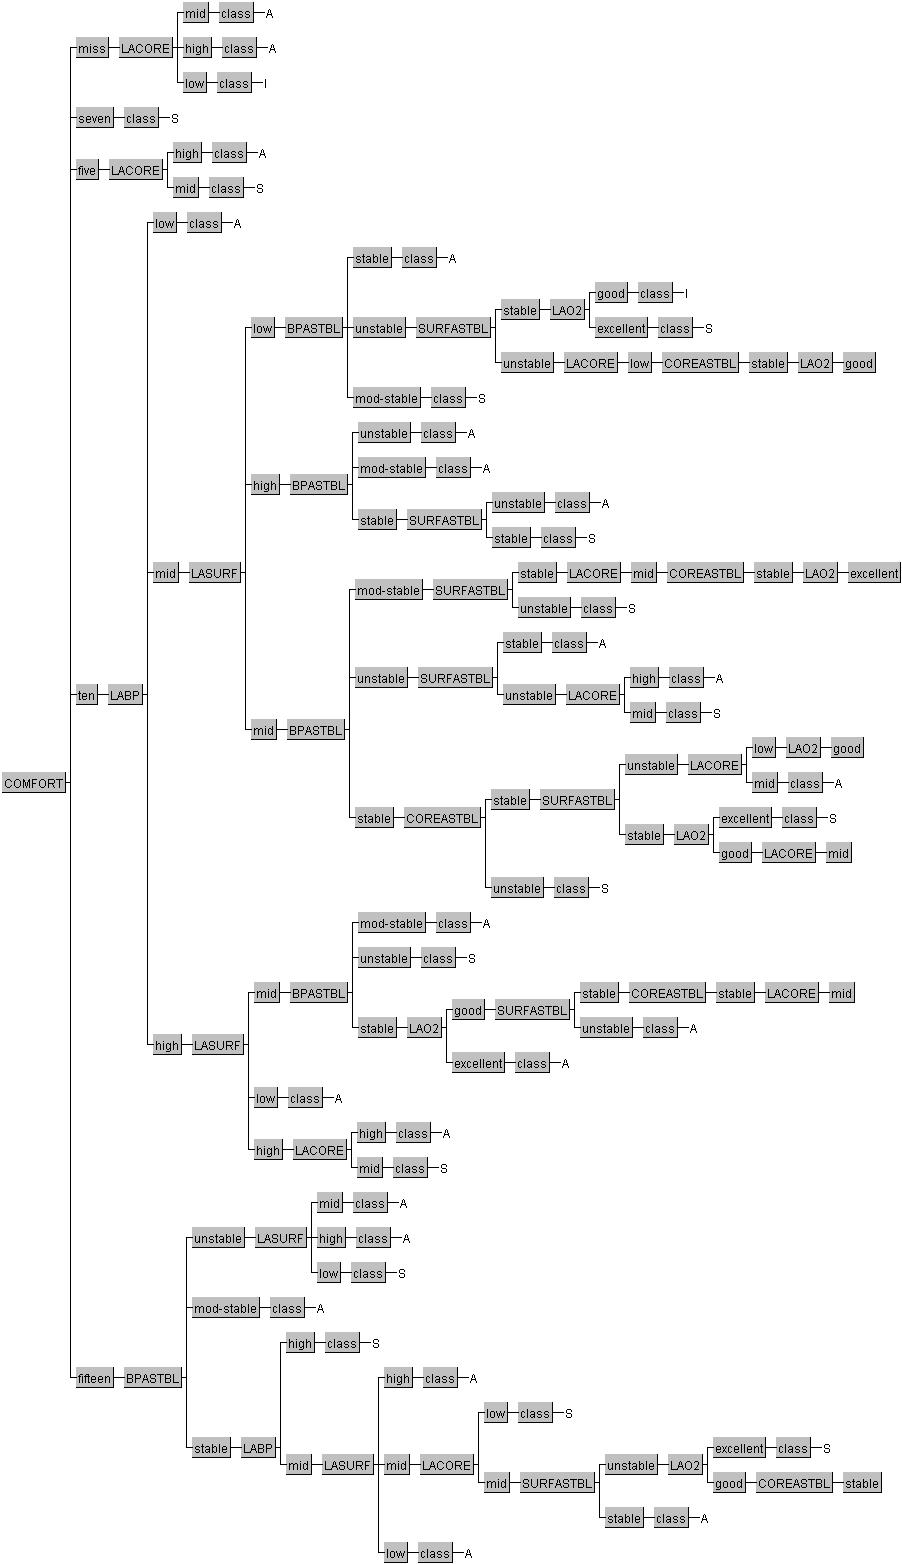 mid class A
miss LACORE high class A
low class I
seven class S
high class A
five LACORE
mid class S
low class A
stable class A
good class I
stable LAO2
low BPASTBL unstable SURFASTBL excellent class S
unstable LACORE low COREASTBL stable LAO2 good
mod-stable class S
unstable class A
mod-stable class A
high BPASTBL
unstable class A
stable SURFASTBL
stable class S
mid LASURF stable LACORE mid COREASTBL stable LAO2 excellent
mod-stable SURFASTBL
unstable class S
stable class A
unstable SURFASTBL high class A
ten LABP unstable LACORE
mid class S
mid BPASTBL
low LAO2 good
unstable LACORE
COMFORT mid class A
stable SURFASTBL
stable COREASTBL excellent class S
stable LAO2
good LACORE mid
unstable class S
mod-stable class A
unstable class S
mid BPASTBL stable COREASTBL stable LACORE mid
good SURFASTBL
stable LAO2 unstable class A
high LASURF
excellent class A
low class A
high class A
high LACORE
mid class S
mid class A
unstable LASURF high class A
low class S
mod-stable class A
high class S
fifteen BPASTBL high class A
low class S
stable LABP excellent class S
mid LASURF mid LACORE unstable LAO2
mid SURFASTBL good COREASTBL stable
stable class A
low class A